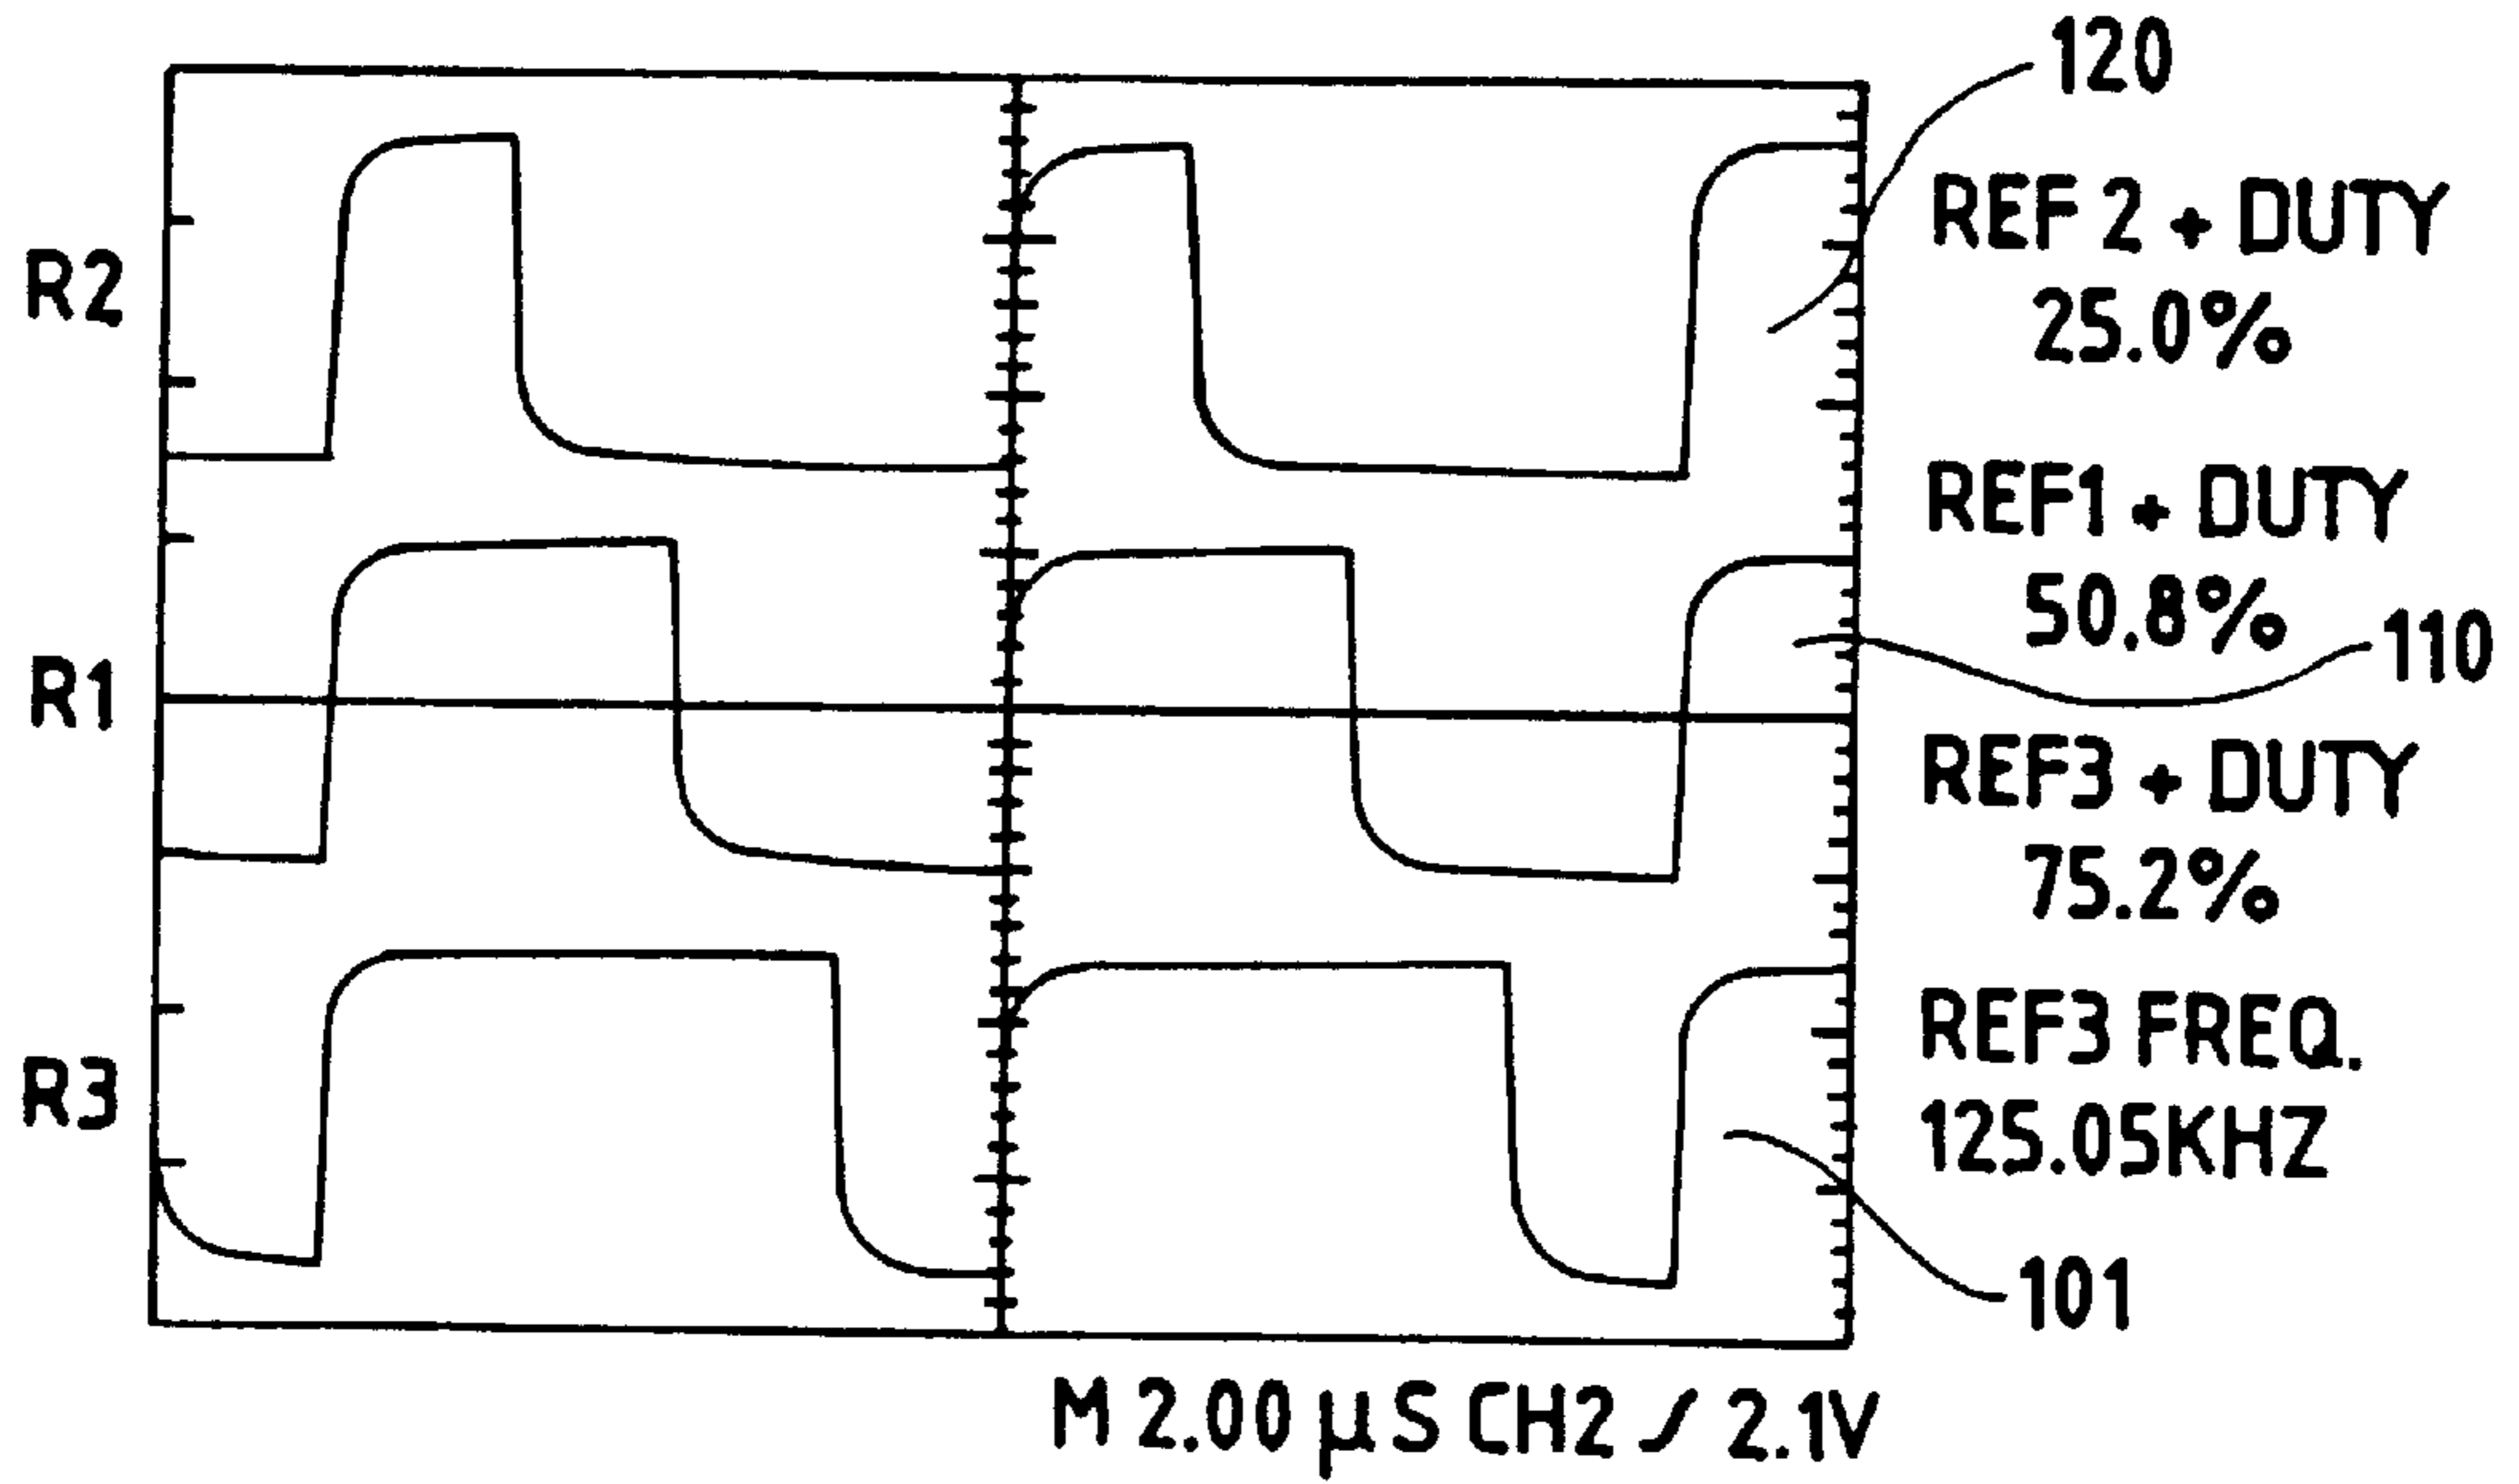 120
R2
REF 2 + DUTY
25.0%
REF1 + DUTY
50.8%
110
R1
REF3 + DUTY
75.2%
R3
REF3 FREQ.
125.05KHZ
101
M 2.00 µS CH2 ⁄ 2.1V